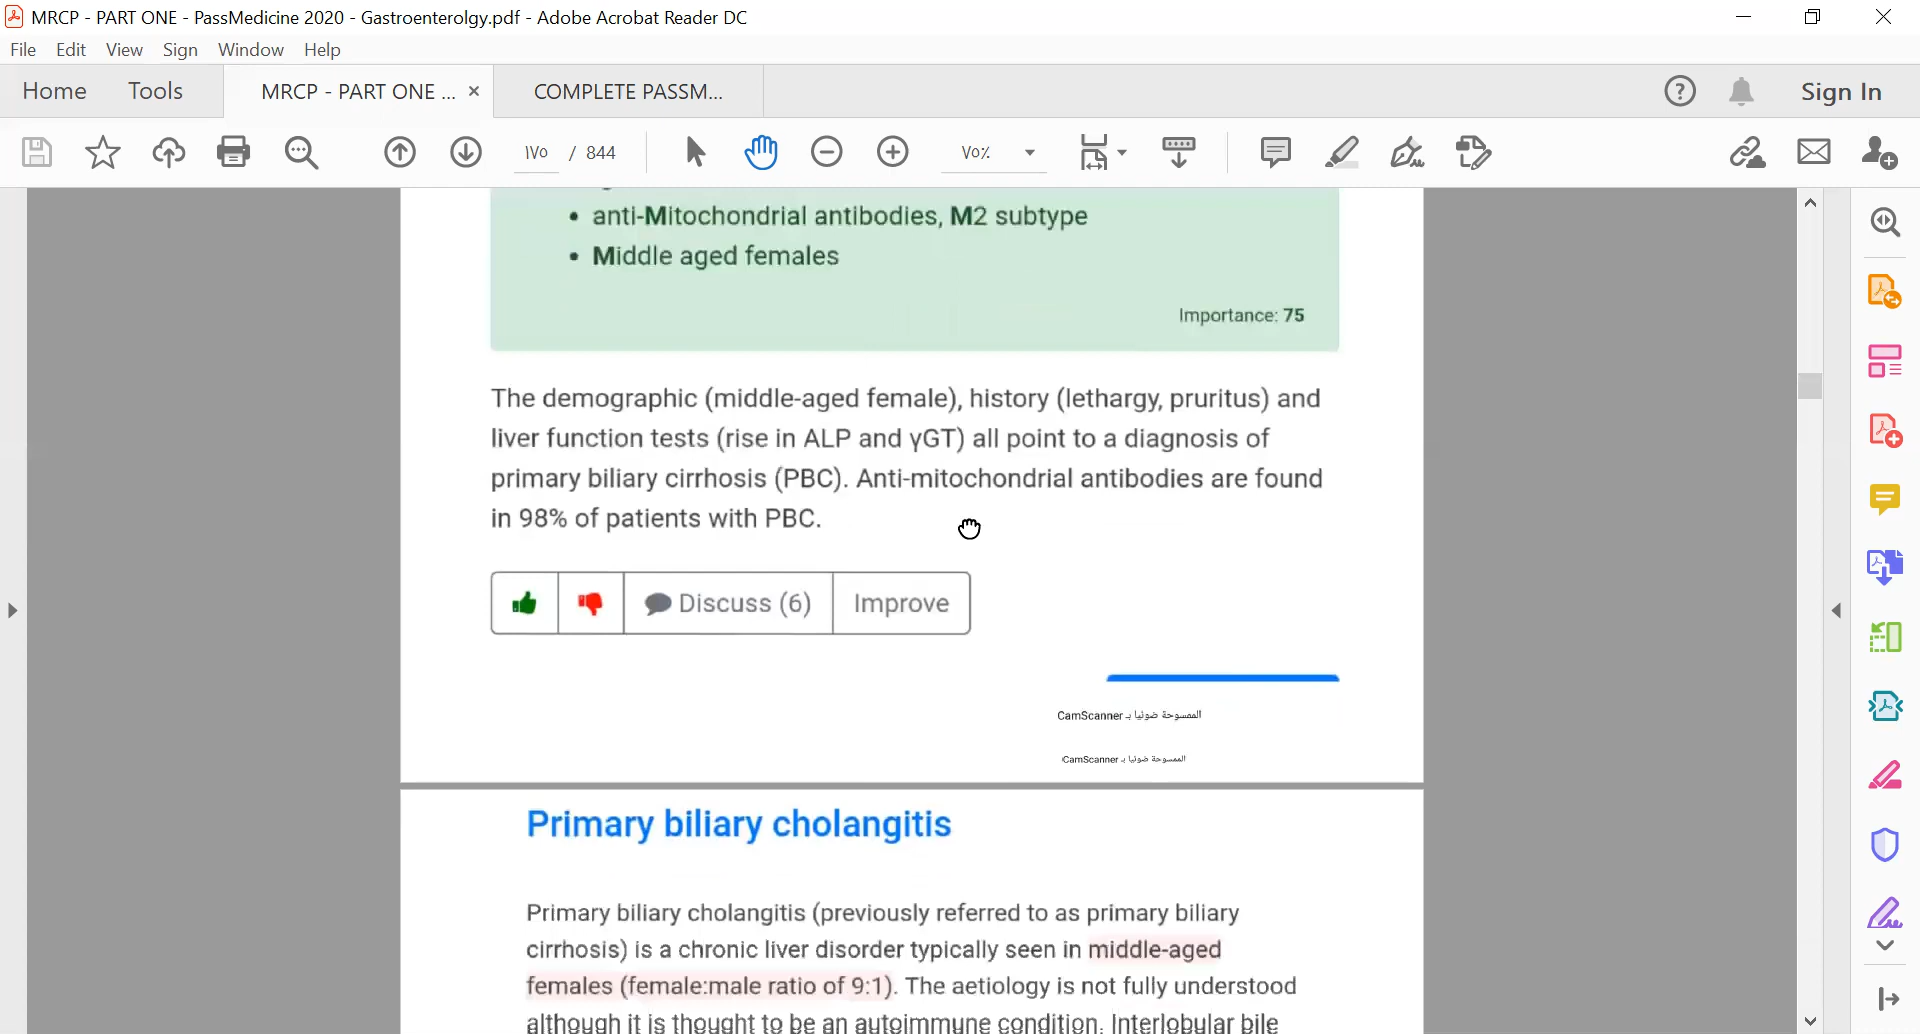 MRCP - PART ONE - PassMedicine 2020 - Gastroenterolgy.pdf - Adobe Acrobat Reader DC
File Edit View Sign Window Help
Home Tools MRCP - PART ONE ... × COMPLETE PASSM... Sign In
١٧٥ / 844 ٧٥٪
• anti-Mitochondrial antibodies, M2 subtype
• Middle aged females
Importance: 75
The demographic (middle-aged female), history (lethargy, pruritus) and
liver function tests (rise in ALP and γGT) all point to a diagnosis of
primary biliary cirrhosis (PBC). Anti-mitochondrial antibodies are found
in 98% of patients with PBC.
Discuss (6) Improve
الممسوحة ضوئيا بـ CamScanner
الممسوحة ضوئيا بـ CamScanner
Primary biliary cholangitis
Primary biliary cholangitis (previously referred to as primary biliary
cirrhosis) is a chronic liver disorder typically seen in middle-aged
females (female:male ratio of 9:1). The aetiology is not fully understood
although it is thought to be an autoimmune condition. Interlobular bile